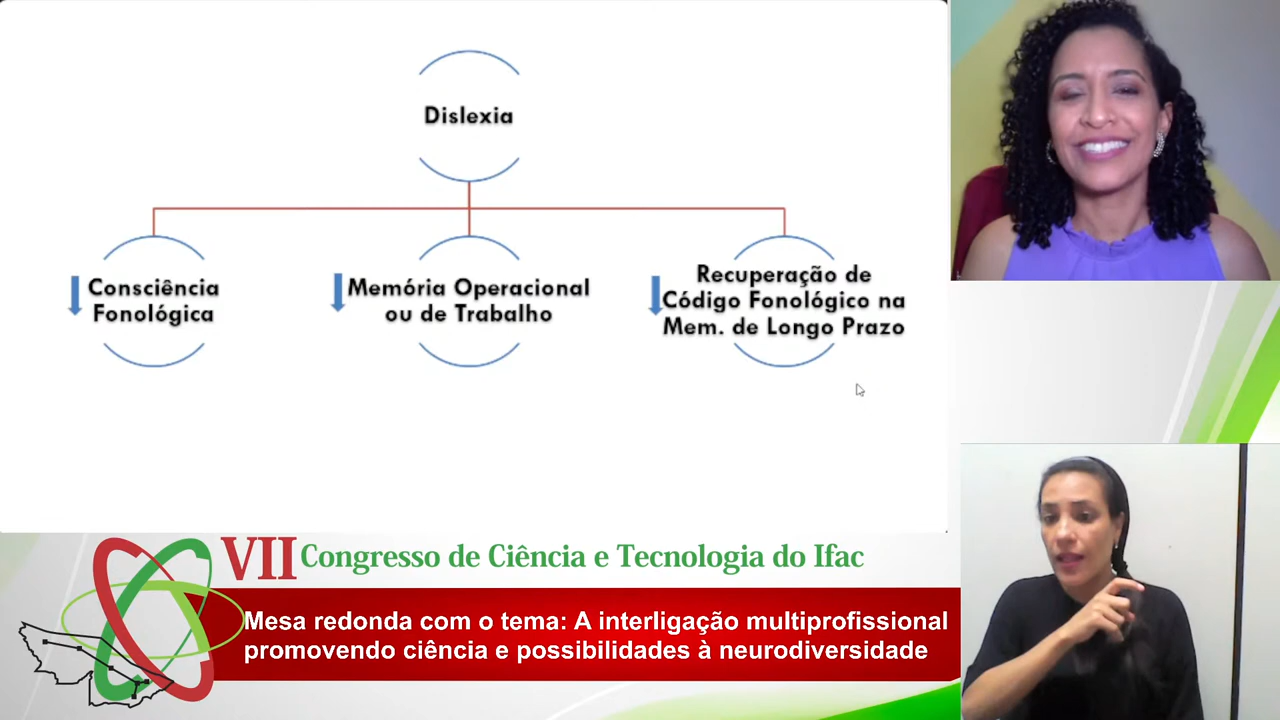 Dislexia
Consciência
Fonológica
Memória Operacional
ou de Trabalho
Recuperação de
Código Fonológico na
Mem. de Longo Prazo
VII Congresso de Ciência e Tecnologia do Ifac
Mesa redonda com o tema: A interligação multiprofissional
promovendo ciência e possibilidades à neurodiversidade